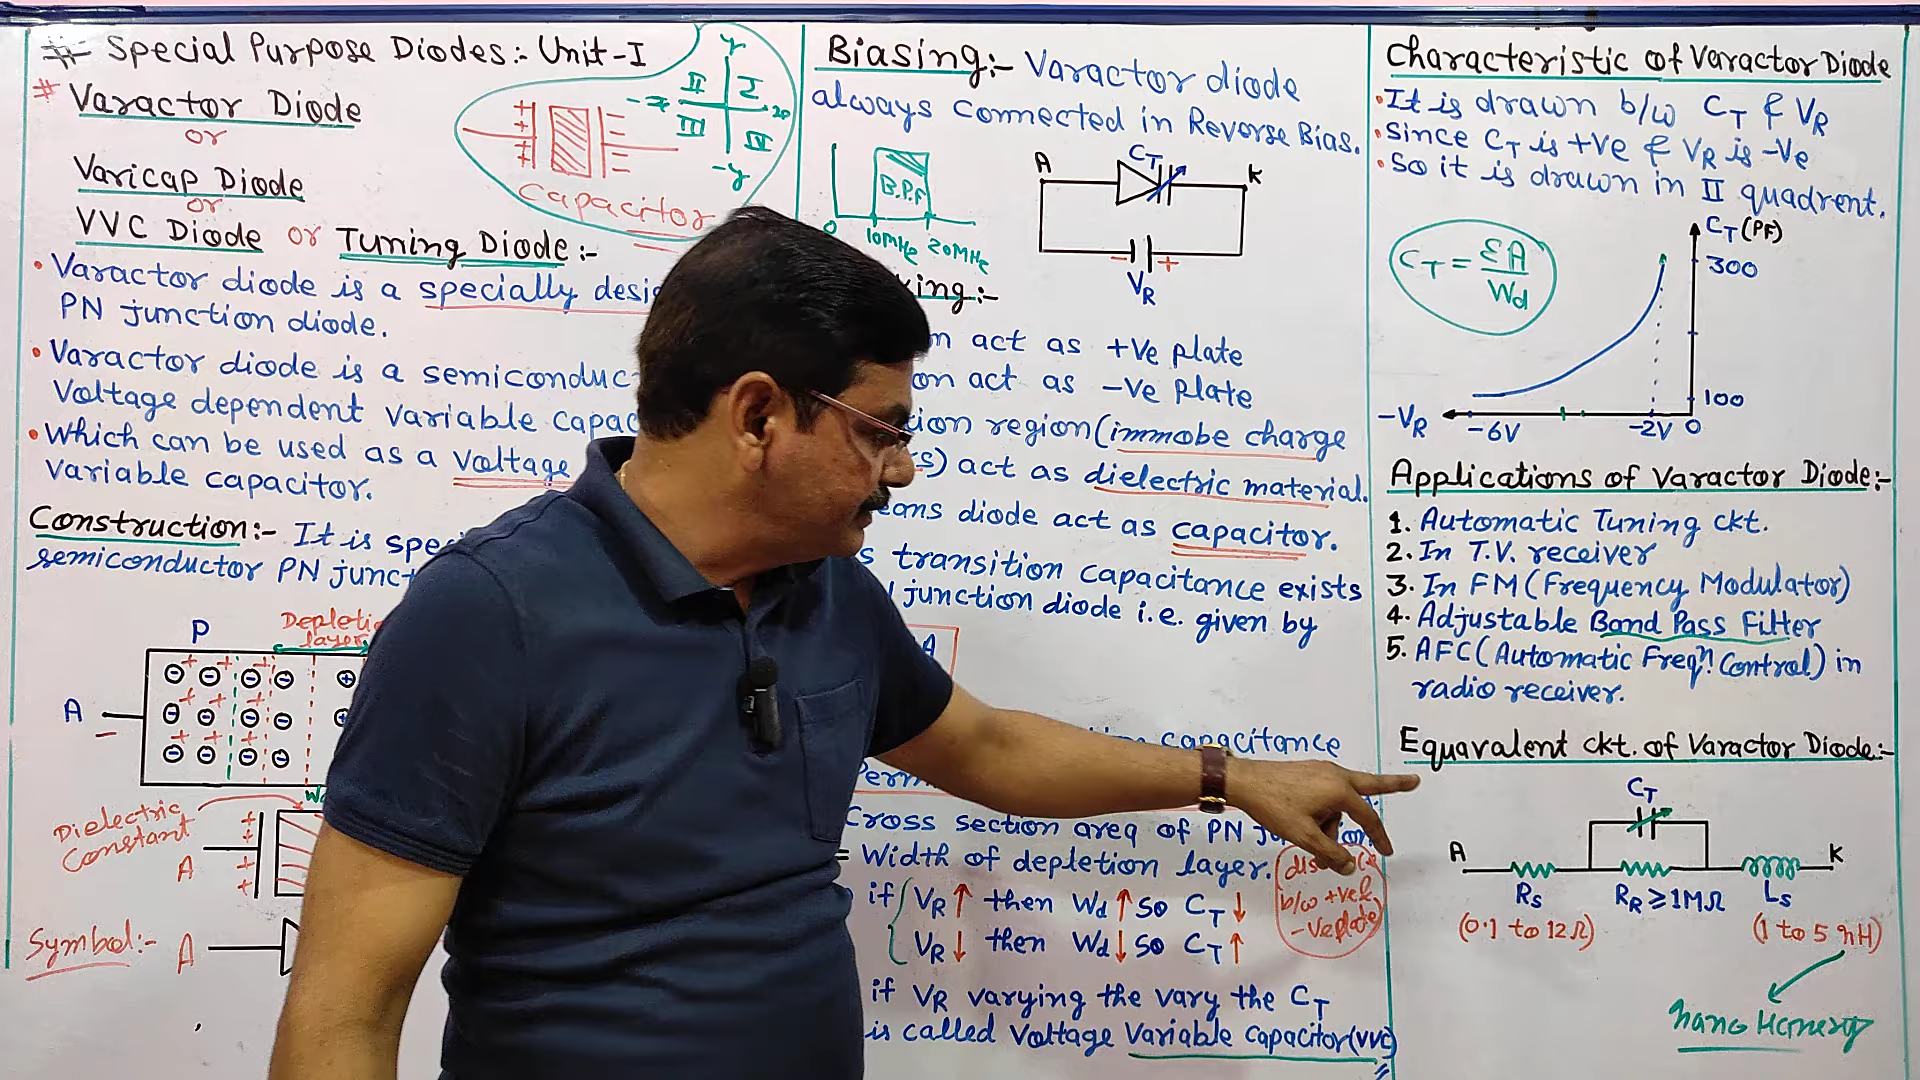 # Special Purpose Diodes:- Unit-I
* Varactor Diode
or
Varicap Diode
or
VVC Diode or Tuning Diode:-
• Varactor diode is a specially
PN junction diode.
• Varactor diode is a
Voltage dependent variable
• Which can be used as a voltage
variable capacitor.
Construction:- It is
semiconductor PN
P
A
−
Wd
Dielectric
Constant
A
Symbol:- A
y
II I
III IV
-y
Capacitor
Biasing:- Varactor diode
always connected in Reverse Bias.
B.P.F
0 10MHz 20MHz
A CT K
− +
VR
act as +Ve plate
act as -Ve Plate
region (immobe charge
act as dielectric material.
diode act as capacitor.
transition capacitance exists
junction diode i.e. given by
A
capacitance
Cross section area of PN
= Width of depletion layer.
if VR ↑ then Wd ↑ so CT ↓
VR ↓ then Wd ↓ so CT ↑
b/w +ve &
-Ve plate
if VR varying the vary the CT
is called Voltage Variable capacitor (VVC)
Characteristic of Varactor Diode
• It is drawn b/w CT & VR
• since CT is +Ve & VR is -Ve
• So it is drawn in II quadrent.
CT = εA/Wd
CT (PF)
300
100
-VR -6V -2V 0
Applications of Varactor Diode:-
1. Automatic Tuning ckt.
2. In T.V. receiver
3. In FM (Frequency Modulator)
4. Adjustable Band Pass Filter
5. AFC (Automatic Freqn. Control) in
radio receiver.
Equavalent ckt. of Varactor Diode:-
CT
A K
Rs RR ≥ 1MΩ Ls
(0.1 to 12Ω) (1 to 5 nH)